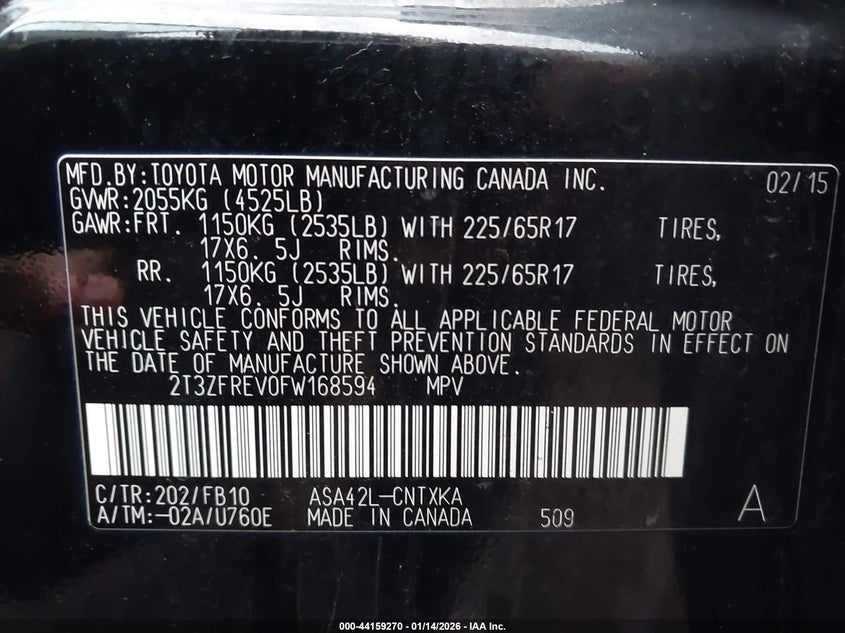 MFD.BY:TOYOTA MOTOR MANUFACTURING CANADA INC. 02/15
GVWR:2055KG (4525LB)
GAWR:FRT. 1150KG (2535LB) WITH 225/65R17 TIRES,
17X6. 5J RIMS.
RR. 1150KG (2535LB) WITH 225/65R17 TIRES,
17X6. 5J RIMS.
THIS VEHICLE CONFORMS TO ALL APPLICABLE FEDERAL MOTOR
VEHICLE SAFETY AND THEFT PREVENTION STANDARDS IN EFFECT ON
THE DATE OF MANUFACTURE SHOWN ABOVE.
2T3ZFREV0FW168594 MPV
C/TR:202/FB10 ASA42L-CNTXKA A
A/TM:-02A/U760E MADE IN CANADA 509
000-44159270 - 01/14/2026 - IAA Inc.